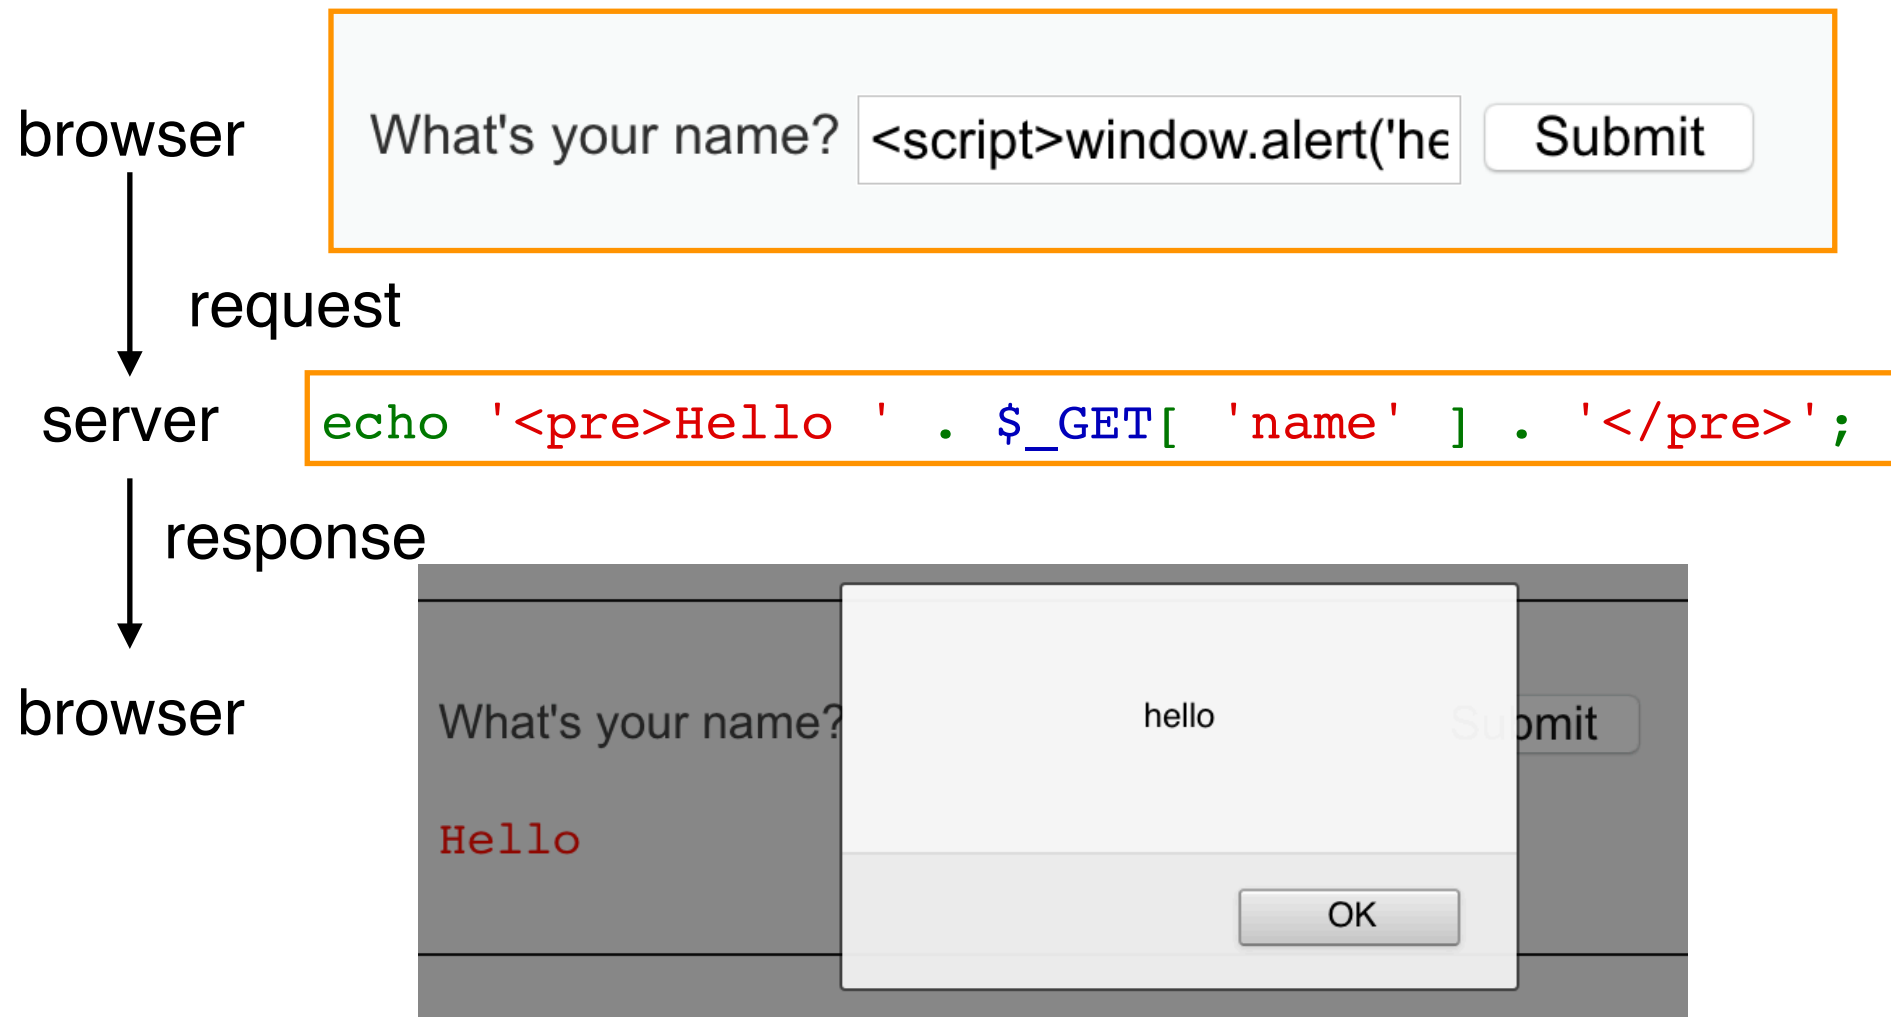 browser
What's your name? <script>window.alert('he Submit
request
server
echo '<pre>Hello ' . $_GET[ 'name' ] . '</pre>';
response
browser
What's your name? hello Submit
Hello
OK